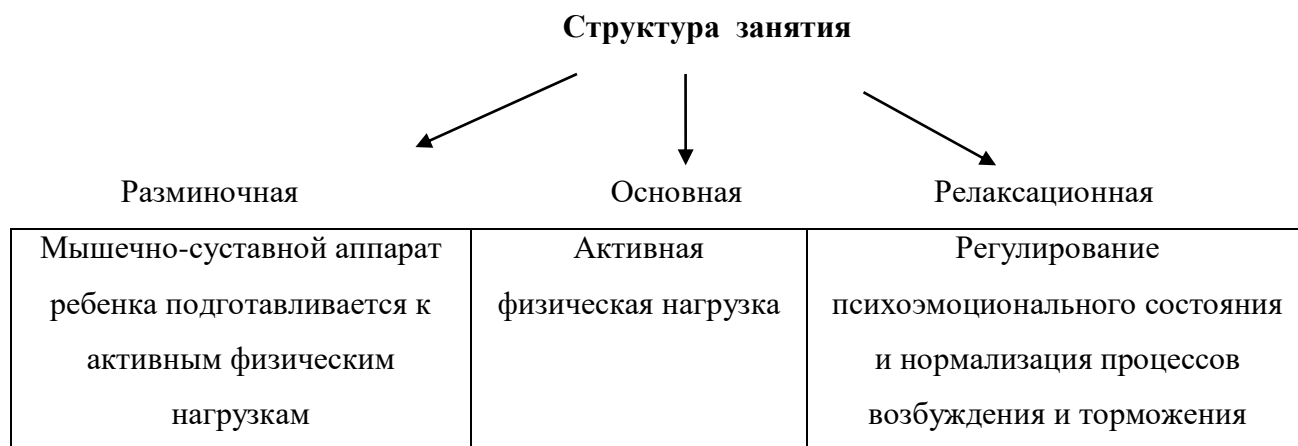 Структура занятия
Разминочная Основная Релаксационная
Мышечно-суставной аппарат
ребенка подготавливается к
активным физическим
нагрузкам
Активная
физическая нагрузка
Регулирование
психоэмоционального состояния
и нормализация процессов
возбуждения и торможения